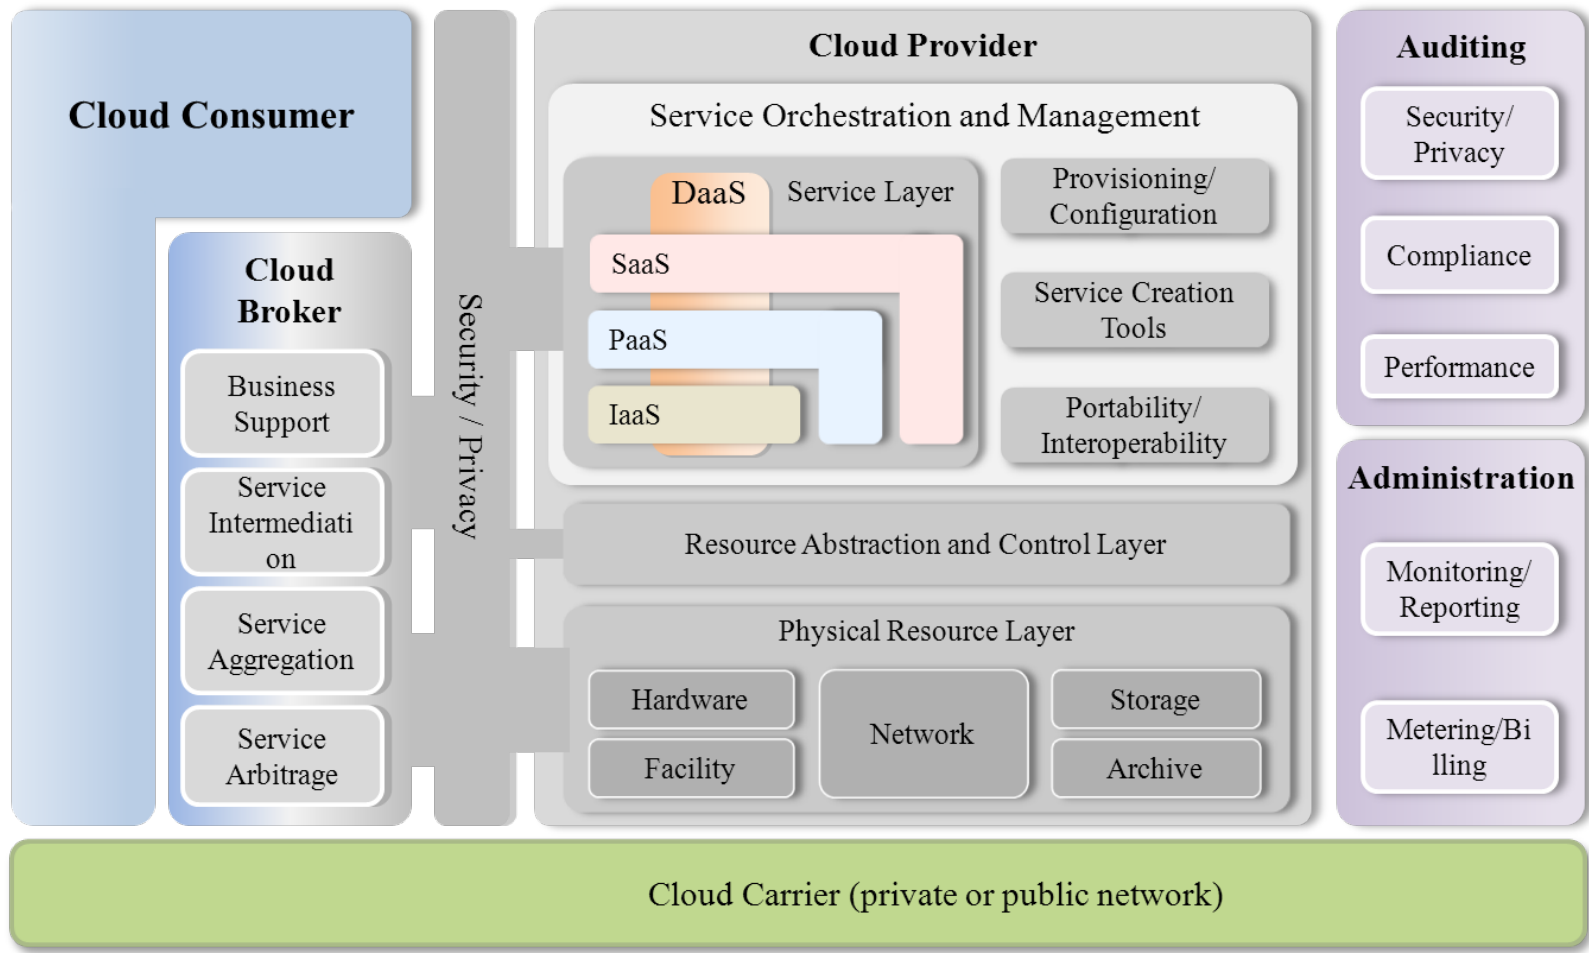 Cloud Consumer
Cloud
Broker
Business
Support
Service
Intermediati
on
Service
Aggregation
Service
Arbitrage
Security / Privacy
Cloud Provider
Service Orchestration and Management
DaaS
Service Layer
SaaS
PaaS
IaaS
Provisioning/
Configuration
Service Creation
Tools
Portability/
Interoperability
Resource Abstraction and Control Layer
Physical Resource Layer
Hardware
Facility
Network
Storage
Archive
Auditing
Security/
Privacy
Compliance
Performance
Administration
Monitoring/
Reporting
Metering/Bi
lling
Cloud Carrier (private or public network)